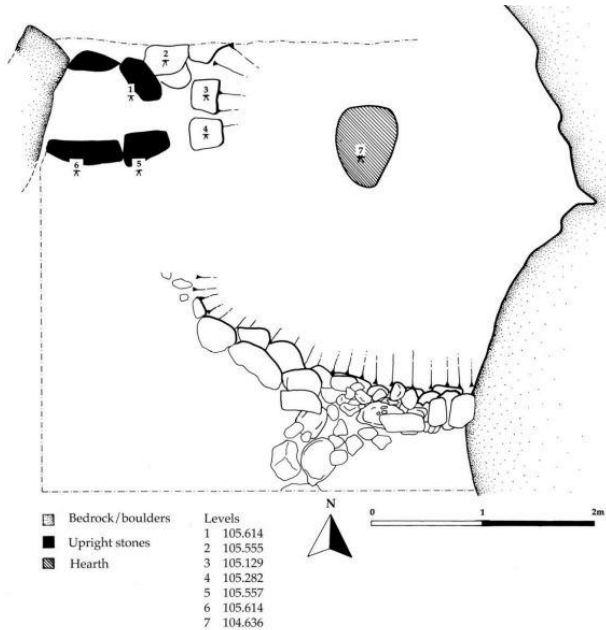 2
1
3
4
7
6
5
Bedrock/boulders
Upright stones
Hearth
Levels
1 105.614
2 105.555
3 105.129
4 105.282
5 105.557
6 105.614
7 104.636
N
0 1 2m